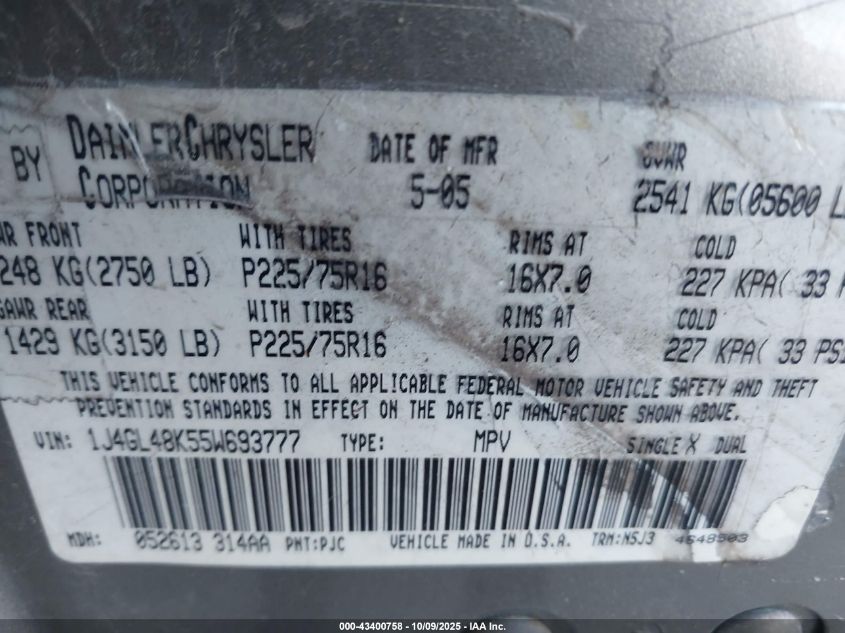 BY DAIMLERCHRYSLER CORPORATION DATE OF MFR 5-05 GVWR 2541 KG(05600 L
WR FRONT WITH TIRES RIMS AT COLD
248 KG(2750 LB) P225/75R16 16X7.0 227 KPA( 33 P
GAWR REAR WITH TIRES RIMS AT COLD
1429 KG(3150 LB) P225/75R16 16X7.0 227 KPA( 33 PSI
THIS VEHICLE CONFORMS TO ALL APPLICABLE FEDERAL MOTOR VEHICLE SAFETY AND THEFT
PREVENTION STANDARDS IN EFFECT ON THE DATE OF MANUFACTURE SHOWN ABOVE.
VIN: 1J4GL48K55W693777 TYPE: MPV SINGLE X DUAL
MDH: 052613 314AA PNT:PJC VEHICLE MADE IN U.S.A. TRM:N5J3 4648503
000-43400758 - 10/09/2025 - IAA Inc.